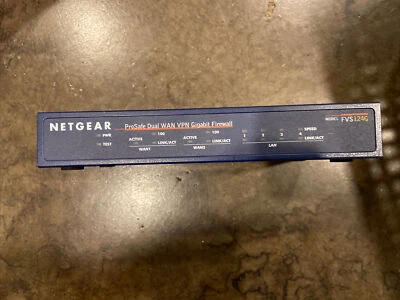 NETGEAR
ProSafe Dual WAN VPN Gigabit Firewall
MODEL FVS124G
PWR
100
100
SPEED
ACTIVE
ACTIVE
1 2 3 4
TEST
LINK/ACT
LINK/ACT
LINK/ACT
WAN1
WAN2
LAN